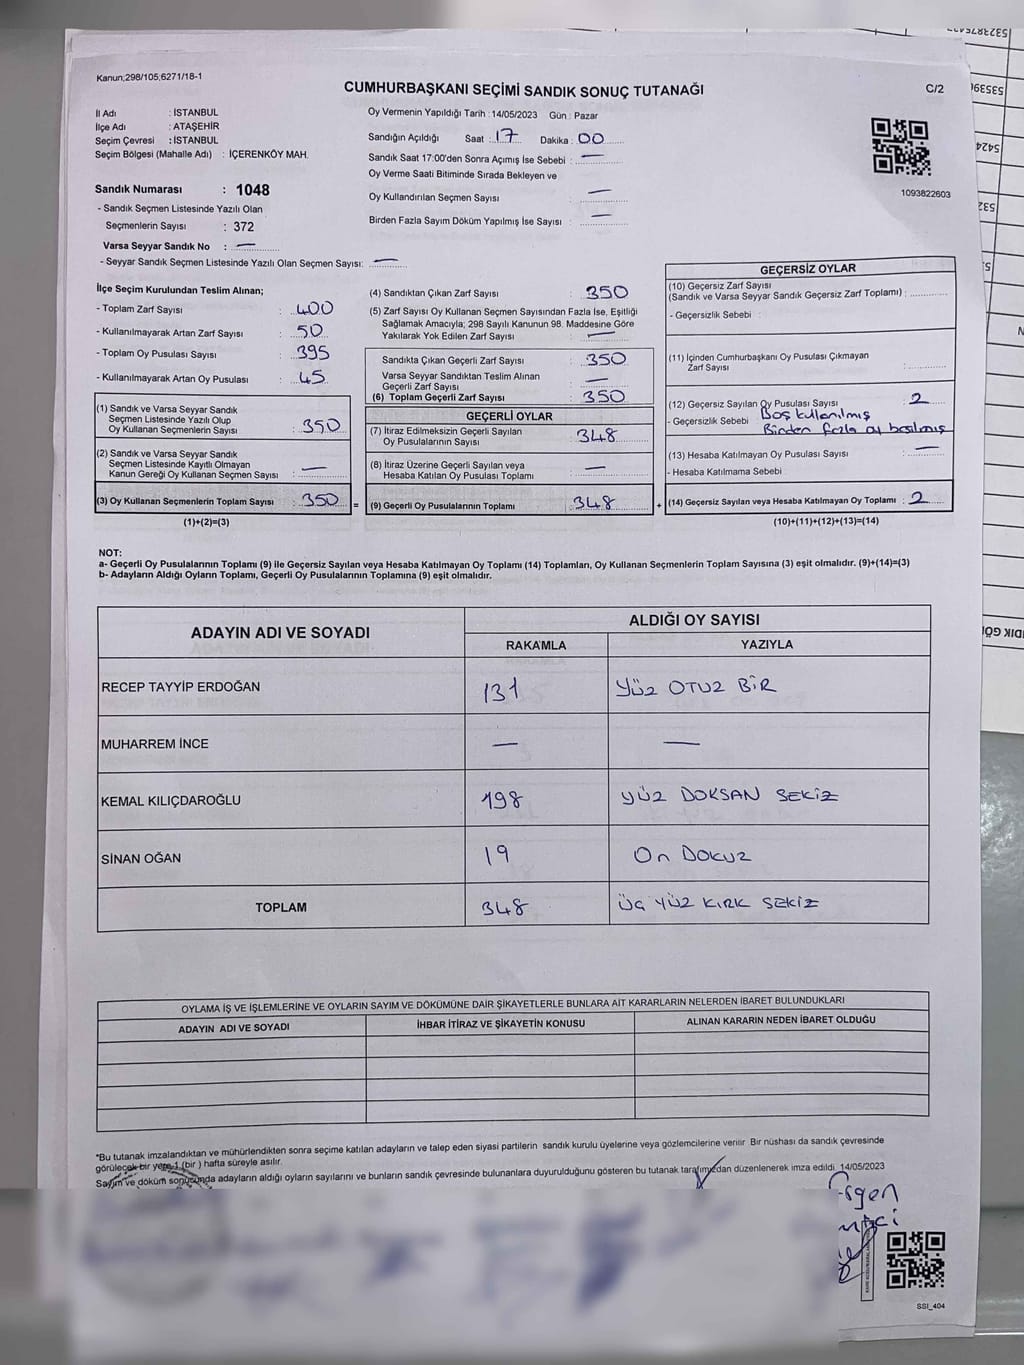 Kanun;298/105,6271/18-1
CUMHURBAŞKANI SEÇİMİ SANDIK SONUÇ TUTANAĞI
C/2
İl Adı : İSTANBUL
İlçe Adı : ATAŞEHİR
Seçim Çevresi : İSTANBUL
Seçim Bölgesi (Mahalle Adı) : İÇERENKÖY MAH.
Oy Vermenin Yapıldığı Tarih :14/05/2023 Gün : Pazar
Sandığın Açıldığı Saat : 17 Dakika : 00
Sandık Saat 17:00'den Sonra Açımış İse Sebebi : —
Oy Verme Saati Bitiminde Sırada Bekleyen ve
Oy Kullandırılan Seçmen Sayısı : —
Birden Fazla Sayım Döküm Yapılmış İse Sayısı : —
1093822603
Sandık Numarası : 1048
- Sandık Seçmen Listesinde Yazılı Olan
Seçmenlerin Sayısı : 372
Varsa Seyyar Sandık No : —
- Seyyar Sandık Seçmen Listesinde Yazılı Olan Seçmen Sayısı: —
İlçe Seçim Kurulundan Teslim Alınan;
- Toplam Zarf Sayısı : 400
- Kullanılmayarak Artan Zarf Sayısı : 50
- Toplam Oy Pusulası Sayısı : 395
- Kullanılmayarak Artan Oy Pusulası : 45
(1) Sandık ve Varsa Seyyar Sandık
Seçmen Listesinde Yazılı Olup
Oy Kullanan Seçmenlerin Sayısı : 350
(2) Sandık ve Varsa Seyyar Sandık
Seçmen Listesinde Kayıtlı Olmayan
Kanun Gereği Oy Kullanan Seçmen Sayısı : —
(3) Oy Kullanan Seçmenlerin Toplam Sayısı : 350
(1)+(2)=(3)
=
(4) Sandıktan Çıkan Zarf Sayısı : 350
(5) Zarf Sayısı Oy Kullanan Seçmen Sayısından Fazla İse, Eşitliği
Sağlamak Amacıyla; 298 Sayılı Kanunun 98. Maddesine Göre
Yakılarak Yok Edilen Zarf Sayısı : —
Sandıkta Çıkan Geçerli Zarf Sayısı : 350
Varsa Seyyar Sandıktan Teslim Alınan
Geçerli Zarf Sayısı : —
(6) Toplam Geçerli Zarf Sayısı : 350
GEÇERLİ OYLAR
(7) İtiraz Edilmeksizin Geçerli Sayılan
Oy Pusulalarının Sayısı : 348
(8) İtiraz Üzerine Geçerli Sayılan veya
Hesaba Katılan Oy Pusulası Toplamı : —
(9) Geçerli Oy Pusulalarının Toplamı : 348
+
GEÇERSİZ OYLAR
(10) Geçersiz Zarf Sayısı
(Sandık ve Varsa Seyyar Sandık Geçersiz Zarf Toplamı) :
- Geçersizlik Sebebi :
(11) İçinden Cumhurbaşkanı Oy Pusulası Çıkmayan
Zarf Sayısı :
(12) Geçersiz Sayılan Oy Pusulası Sayısı : 2
- Geçersizlik Sebebi : Boş kullanılmış
Birden fazla oy basılmış
(13) Hesaba Katılmayan Oy Pusulası Sayısı : —
- Hesaba Katılmama Sebebi
(14) Geçersiz Sayılan veya Hesaba Katılmayan Oy Toplamı : 2
(10)+(11)+(12)+(13)=(14)
NOT:
a- Geçerli Oy Pusulalarının Toplamı (9) ile Geçersiz Sayılan veya Hesaba Katılmayan Oy Toplamı (14) Toplamları, Oy Kullanan Seçmenlerin Toplam Sayısına (3) eşit olmalıdır. (9)+(14)=(3)
b- Adayların Aldığı Oyların Toplamı, Geçerli Oy Pusulalarının Toplamına (9) eşit olmalıdır.
ADAYIN ADI VE SOYADI
ALDIĞI OY SAYISI
RAKAMLA YAZIYLA
RECEP TAYYİP ERDOĞAN 131 YÜZ OTUZ BİR
MUHARREM İNCE — —
KEMAL KILIÇDAROĞLU 198 YÜZ DOKSAN SEKİZ
SİNAN OĞAN 19 On DOKUZ
TOPLAM 348 ÜÇ YÜZ KIRK SEKİZ
OYLAMA İŞ VE İŞLEMLERİNE VE OYLARIN SAYIM VE DÖKÜMÜNE DAİR ŞİKAYETLERLE BUNLARA AİT KARARLARIN NELERDEN İBARET BULUNDUKLARI
ADAYIN ADI VE SOYADI İHBAR İTİRAZ VE ŞİKAYETİN KONUSU ALINAN KARARIN NEDEN İBARET OLDUĞU
*Bu tutanak imzalandıktan ve mühürlendikten sonra seçime katılan adayların ve talep eden siyasi partilerin sandık kurulu üyelerine veya gözlemcilerine verilir Bir nüshası da sandık çevresinde
görülecek bir yere 1 (bir ) hafta süreyle asılır.
Sayım ve döküm sonucunda adayların aldığı oyların sayılarını ve bunların sandık çevresinde bulunanlara duyurulduğunu gösteren bu tutanak tarafımızdan düzenlenerek imza edildi. 14/05/2023
SSI_404